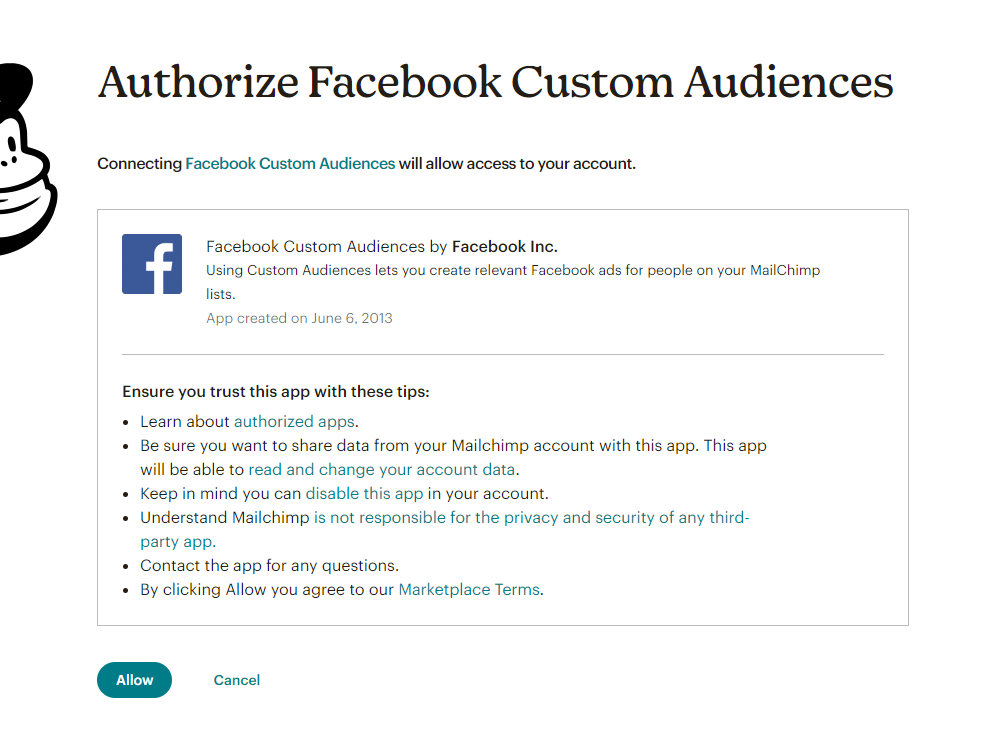 Authorize Facebook Custom Audiences
Connecting Facebook Custom Audiences will allow access to your account.
Facebook Custom Audiences by Facebook Inc.
Using Custom Audiences lets you create relevant Facebook ads for people on your MailChimp
lists.
App created on June 6, 2013
Ensure you trust this app with these tips:
Learn about authorized apps.
Be sure you want to share data from your Mailchimp account with this app. This app
will be able to read and change your account data.
Keep in mind you can disable this app in your account.
Understand Mailchimp is not responsible for the privacy and security of any third-
party app.
Contact the app for any questions.
By clicking Allow you agree to our Marketplace Terms.
Allow Cancel